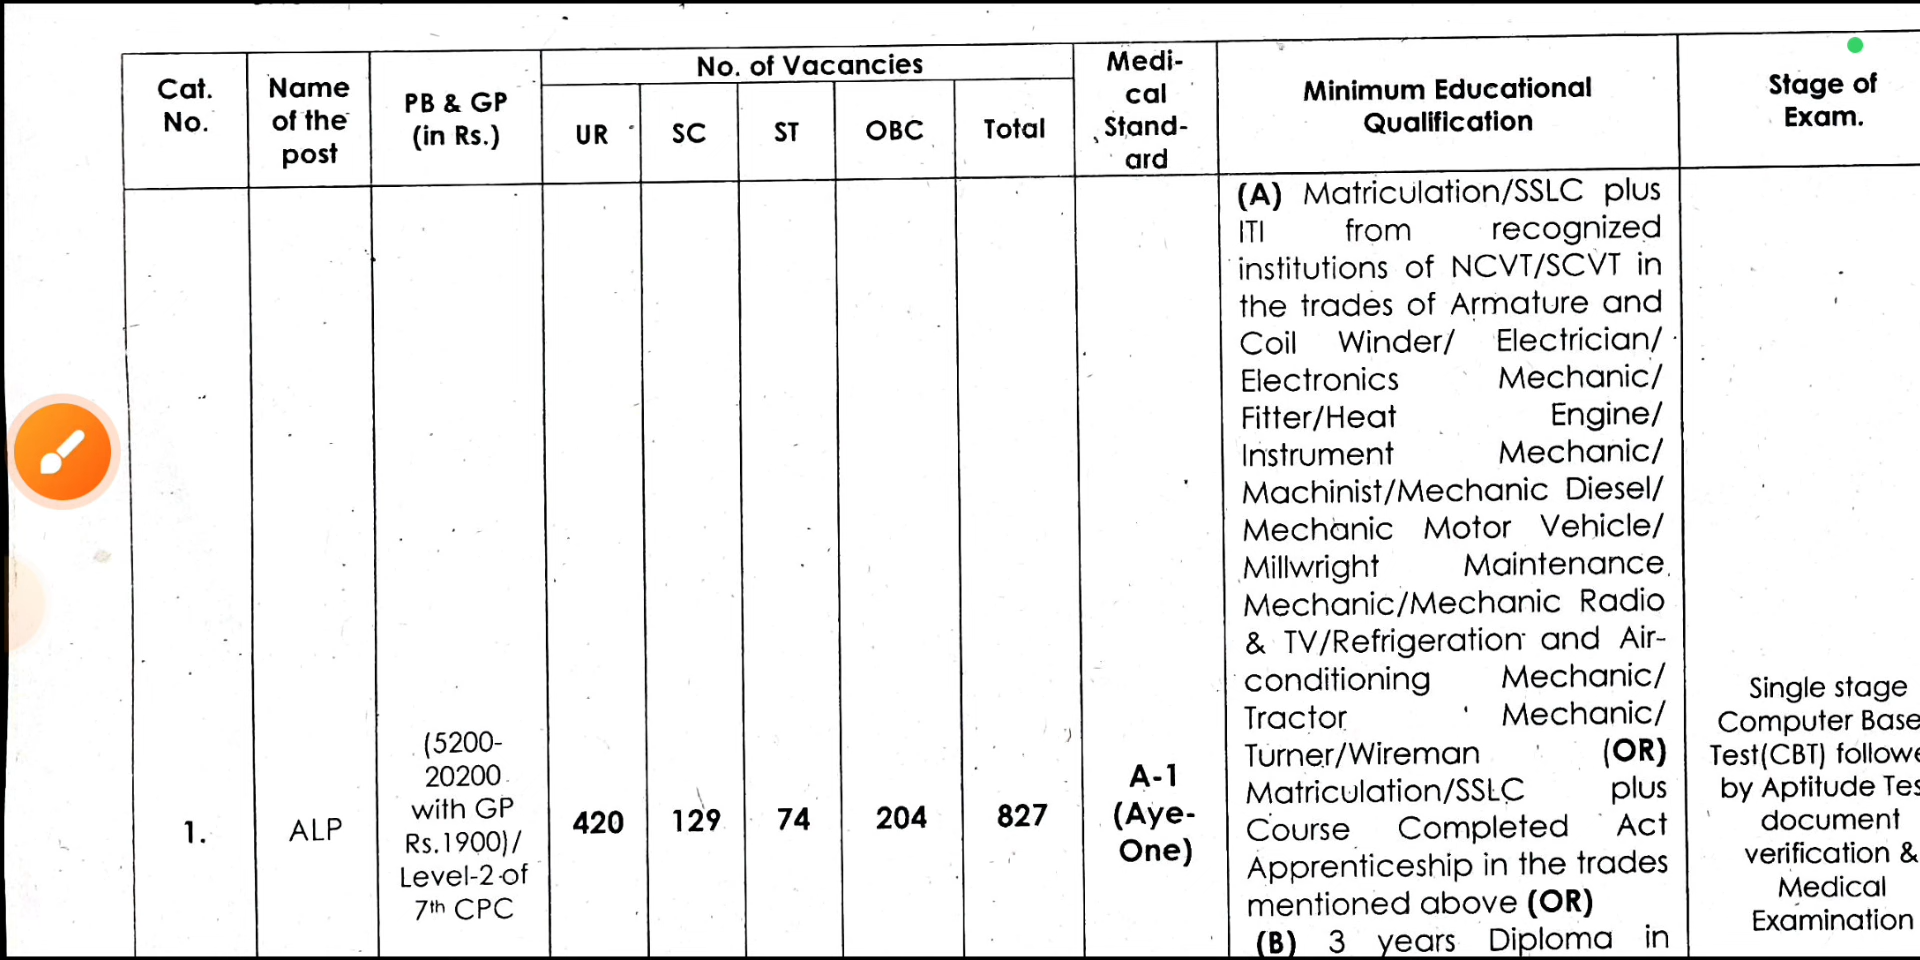 Cat.
No.
Name
of the
post
PB & GP
(in Rs.)
No. of Vacancies
UR
SC
ST
OBC
Total
Medi-
cal
Stand-
ard
Minimum Educational
Qualification
Stage of
Exam.
1.
ALP
(5200-
20200
with GP
Rs.1900)/
Level-2 of
7th CPC
420
129
74
204
827
A-1
(Aye-
One)
(A) Matriculation/SSLC plus
ITI from recognized
institutions of NCVT/SCVT in
the trades of Armature and
Coil Winder/ Electrician/
Electronics Mechanic/
Fitter/Heat Engine/
Instrument Mechanic/
Machinist/Mechanic Diesel/
Mechanic Motor Vehicle/
Millwright Maintenance
Mechanic/Mechanic Radio
& TV/Refrigeration and Air-
conditioning Mechanic/
Tractor Mechanic/
Turner/Wireman (OR)
Matriculation/SSLC plus
Course Completed Act
Apprenticeship in the trades
mentioned above (OR)
(B) 3 years Diploma in
Single stage
Computer Base
Test(CBT) followe
by Aptitude Tes
document
verification &
Medical
Examination